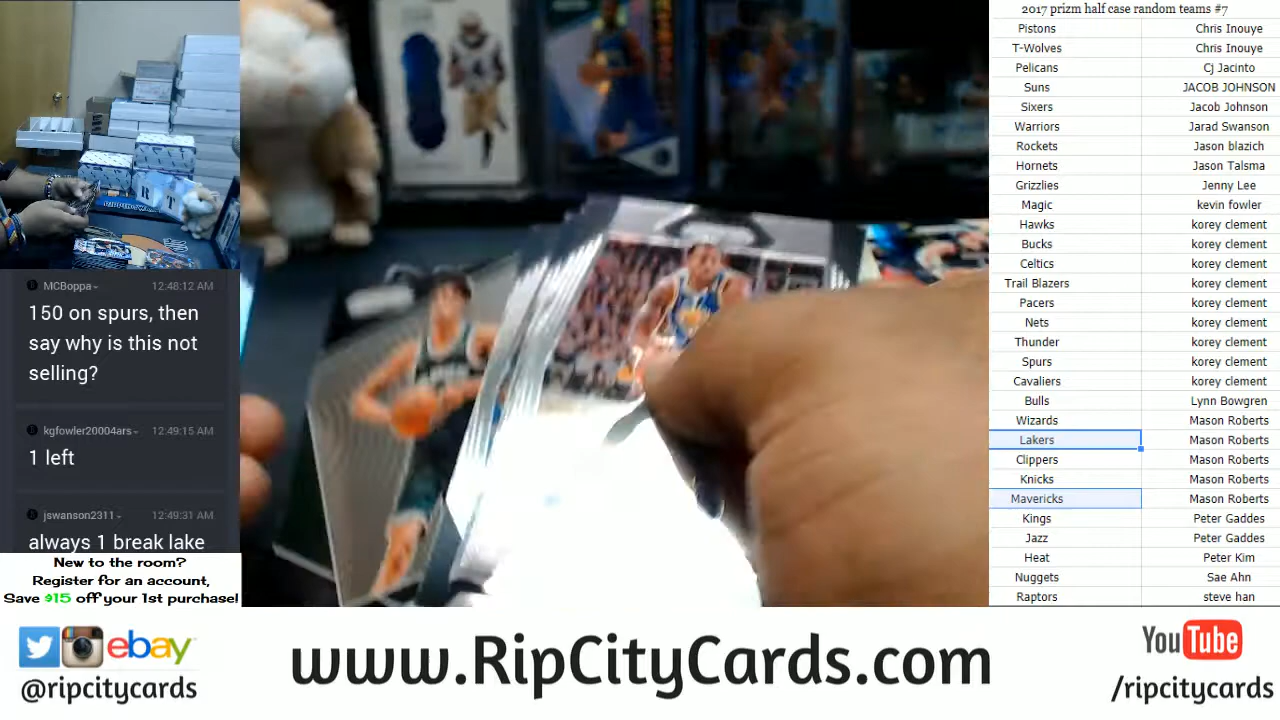 2017 prizm half case random teams #7
Pistons Chris Inouye
T-Wolves Chris Inouye
Pelicans Cj Jacinto
Suns JACOB JOHNSON
Sixers Jacob Johnson
Warriors Jarad Swanson
Rockets Jason blazich
Hornets Jason Talsma
Grizzlies Jenny Lee
Magic kevin fowler
Hawks korey clement
Bucks korey clement
Celtics korey clement
Trail Blazers korey clement
Pacers korey clement
Nets korey clement
Thunder korey clement
Spurs korey clement
Cavaliers korey clement
Bulls Lynn Bowgren
Wizards Mason Roberts
Lakers Mason Roberts
Clippers Mason Roberts
Knicks Mason Roberts
Mavericks Mason Roberts
Kings Peter Gaddes
Jazz Peter Gaddes
Heat Peter Kim
Nuggets Sae Ahn
Raptors steve han
R
T
MCBoppa 12:48:12 AM
150 on spurs, then
say why is this not
selling?
kgfowler20004ars 12:49:15 AM
1 left
jswanson2311 12:49:31 AM
always 1 break lake
New to the room?
Register for an account,
Save $15 off your 1st purchase!
ebay
@ripcitycards
www.RipCityCards.com
YouTube
/ripcitycards